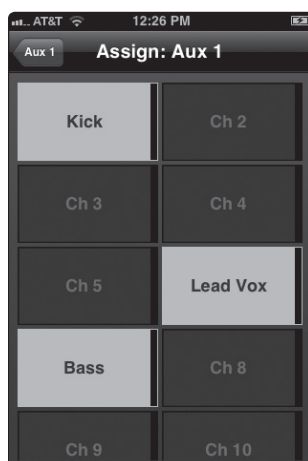 AT&T 12:26 PM
Aux 1 Assign: Aux 1
Kick Ch 2
Ch 3 Ch 4
Ch 5 Lead Vox
Bass Ch 8
Ch 9 Ch 10